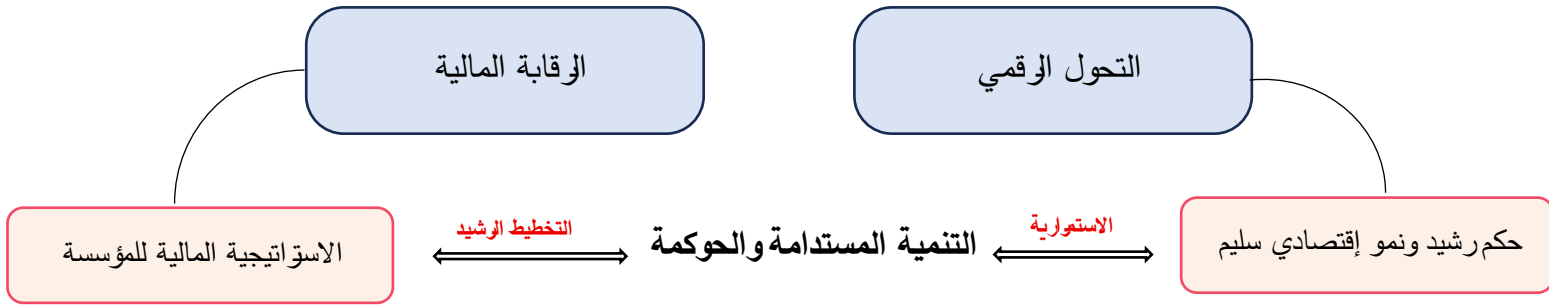 التحول الرقمي
الرقابة المالية
حكم رشيد ونمو إقتصادي سليم
الاستمرارية
التنمية المستدامة والحوكمة
التخطيط الرشيد
الاستراتيجية المالية للمؤسسة